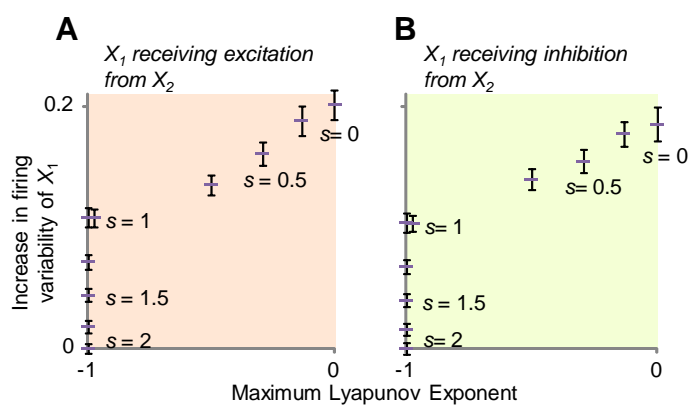 A
X₁ receiving excitation
from X₂
B
X₁ receiving inhibition
from X₂
Increase in firing
variability of X₁
0.2
0
s= 0
s = 0.5
s = 1
s = 1.5
s = 2
-1
0
s= 0
s= 0.5
s= 1
s = 1.5
s= 2
-1
0
Maximum Lyapunov Exponent